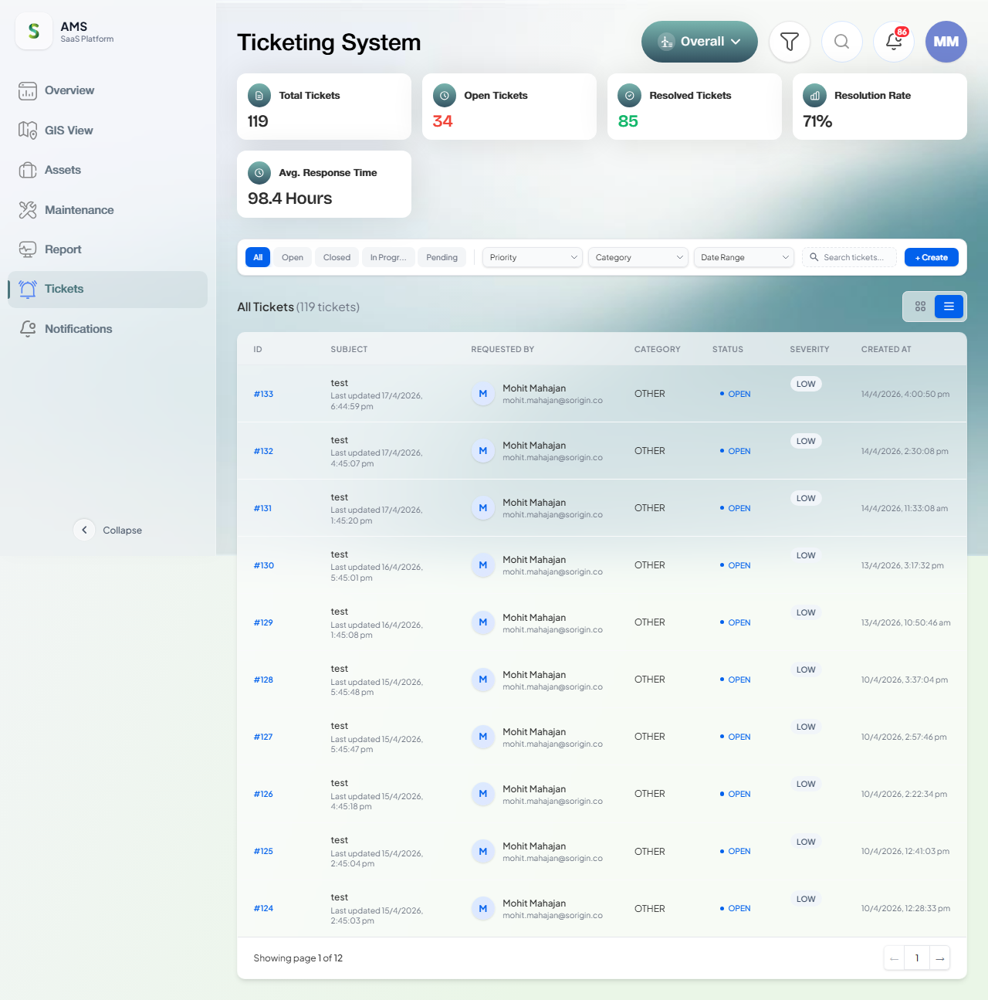 AMS
SaaS Platform
Overview
GIS View
Assets
Maintenance
Report
Tickets
Notifications
Collapse
Ticketing System
Overall
86
MM
Total Tickets
119
Open Tickets
34
Resolved Tickets
85
Resolution Rate
71%
Avg. Response Time
98.4 Hours
All
Open
Closed
In Progr...
Pending
Priority
Category
Date Range
Search tickets...
+ Create
All Tickets (119 tickets)
ID SUBJECT REQUESTED BY CATEGORY STATUS SEVERITY CREATED AT
#133 test
Last updated 17/4/2026, 6:44:59 pm
M Mohit Mahajan
mohit.mahajan@sorigin.co
OTHER OPEN LOW 14/4/2026, 4:00:50 pm
#132 test
Last updated 17/4/2026, 4:45:07 pm
M Mohit Mahajan
mohit.mahajan@sorigin.co
OTHER OPEN LOW 14/4/2026, 2:30:08 pm
#131 test
Last updated 17/4/2026, 1:45:20 pm
M Mohit Mahajan
mohit.mahajan@sorigin.co
OTHER OPEN LOW 14/4/2026, 11:33:08 am
#130 test
Last updated 16/4/2026, 5:45:01 pm
M Mohit Mahajan
mohit.mahajan@sorigin.co
OTHER OPEN LOW 13/4/2026, 3:17:32 pm
#129 test
Last updated 16/4/2026, 1:45:08 pm
M Mohit Mahajan
mohit.mahajan@sorigin.co
OTHER OPEN LOW 13/4/2026, 10:50:46 am
#128 test
Last updated 15/4/2026, 5:45:48 pm
M Mohit Mahajan
mohit.mahajan@sorigin.co
OTHER OPEN LOW 10/4/2026, 3:37:04 pm
#127 test
Last updated 15/4/2026, 5:45:47 pm
M Mohit Mahajan
mohit.mahajan@sorigin.co
OTHER OPEN LOW 10/4/2026, 2:57:46 pm
#126 test
Last updated 15/4/2026, 4:45:18 pm
M Mohit Mahajan
mohit.mahajan@sorigin.co
OTHER OPEN LOW 10/4/2026, 2:22:34 pm
#125 test
Last updated 15/4/2026, 2:45:04 pm
M Mohit Mahajan
mohit.mahajan@sorigin.co
OTHER OPEN LOW 10/4/2026, 12:41:03 pm
#124 test
Last updated 15/4/2026, 2:45:03 pm
M Mohit Mahajan
mohit.mahajan@sorigin.co
OTHER OPEN LOW 10/4/2026, 12:28:33 pm
Showing page 1 of 12
← 1 →